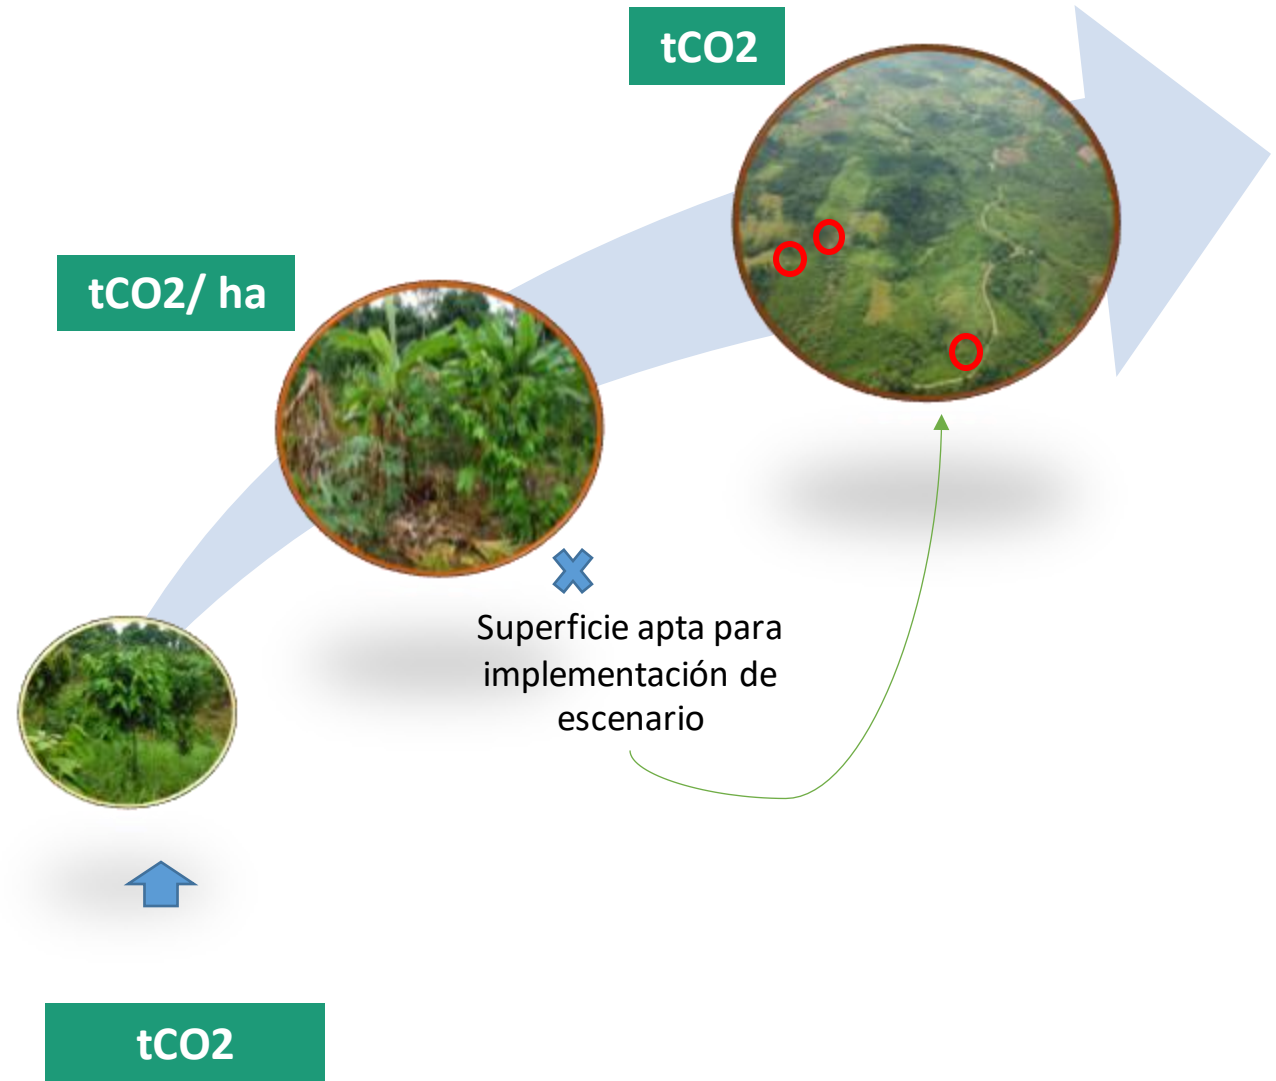 tCO2
tCO2/ ha
Superficie apta para
implementación de
escenario
tCO2